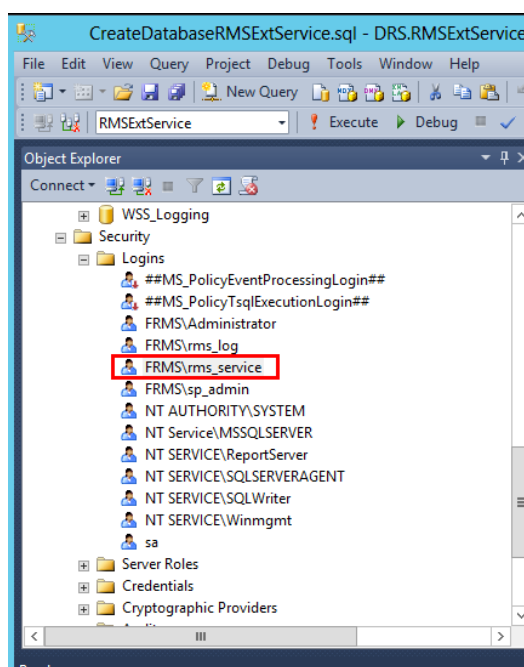 CreateDatabaseRMSExtService.sql - DRS.RMSExtService
File Edit View Query Project Debug Tools Window Help
New Query
RMSExtService Execute Debug
Object Explorer
Connect
WSS_Logging
Security
Logins
##MS_PolicyEventProcessingLogin##
##MS_PolicyTsqlExecutionLogin##
FRMS\Administrator
FRMS\rms_log
FRMS\rms_service
FRMS\sp_admin
NT AUTHORITY\SYSTEM
NT Service\MSSQLSERVER
NT SERVICE\ReportServer
NT SERVICE\SQLSERVERAGENT
NT SERVICE\SQLWriter
NT SERVICE\Winmgmt
sa
Server Roles
Credentials
Cryptographic Providers